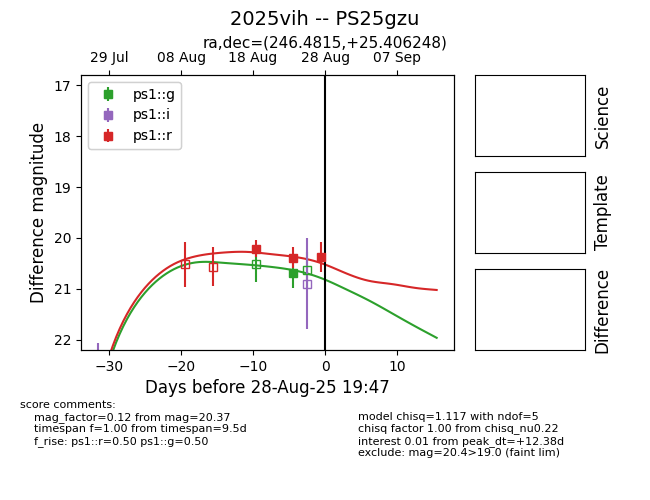 2025vih -- PS25gzu
ra,dec=(246.4815,+25.406248)
29 Jul 08 Aug 18 Aug 28 Aug 07 Sep
ps1::g
ps1::i
ps1::r
17
18
19
20
21
22
Difference magnitude
−30 −20 −10 0 10
Days before 28-Aug-25 19:47
Science
Template
Difference
score comments:
mag_factor=0.12 from mag=20.37
timespan f=1.00 from timespan=9.5d
f_rise: ps1::r=0.50 ps1::g=0.50
model chisq=1.117 with ndof=5
chisq factor 1.00 from chisq_nu0.22
interest 0.01 from peak_dt=+12.38d
exclude: mag=20.4>19.0 (faint lim)